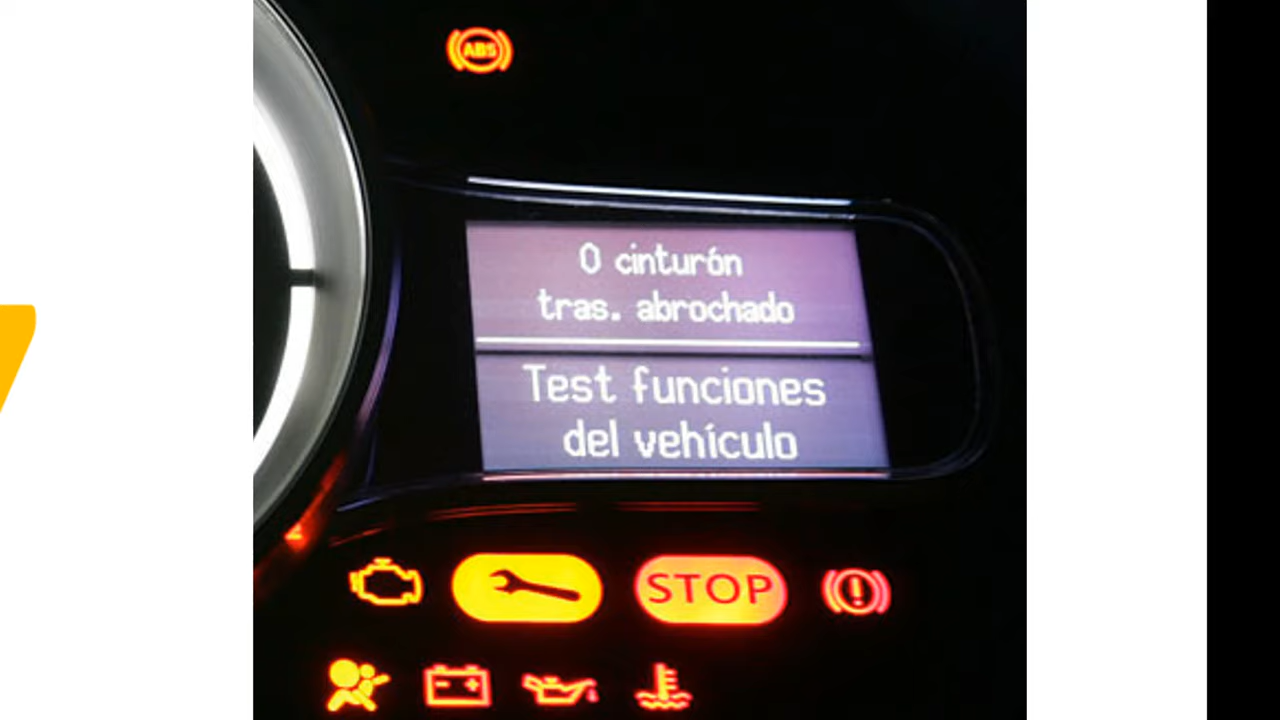 ABS
0 cinturón
tras. abrochado
Test funciones
del vehículo
STOP